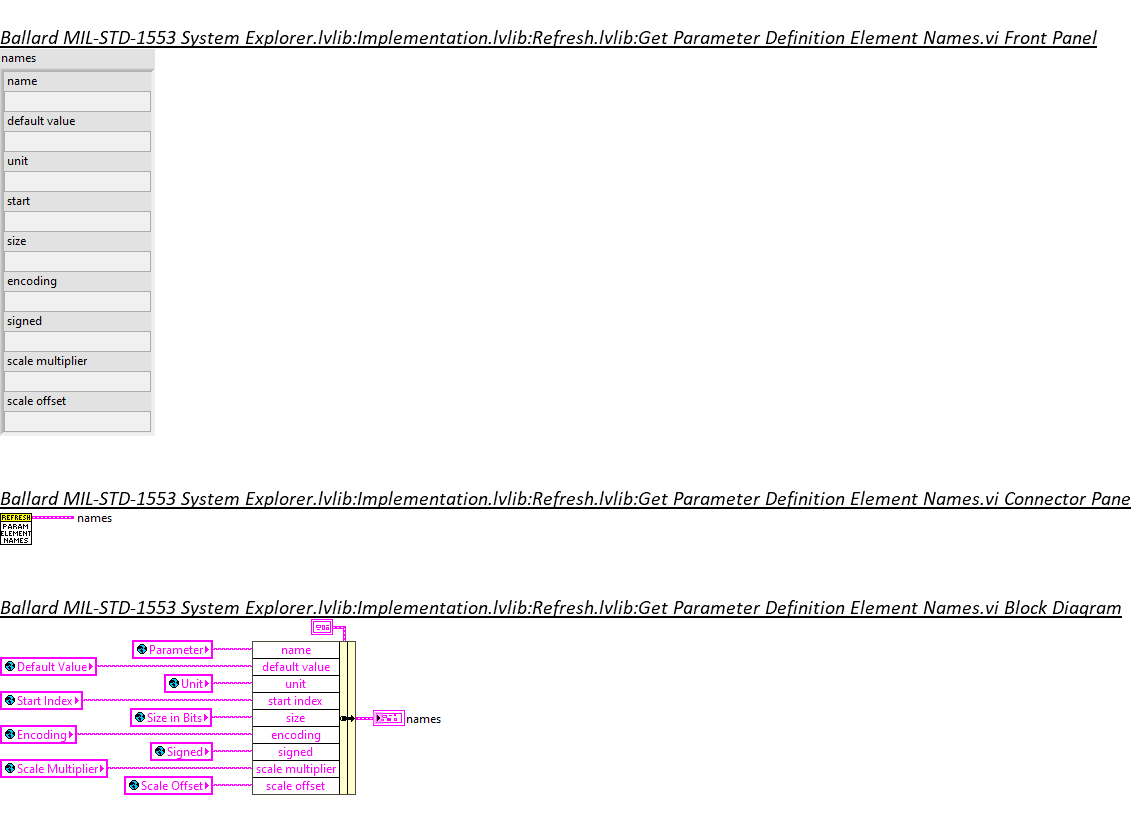 Ballard MIL-STD-1553 System Explorer.lvlib:Implementation.lvlib:Refresh.lvlib:Get Parameter Definition Element Names.vi Front Panel
names
name
default value
unit
start
size
encoding
signed
scale multiplier
scale offset
Ballard MIL-STD-1553 System Explorer.lvlib:Implementation.lvlib:Refresh.lvlib:Get Parameter Definition Element Names.vi Connector Pane
REFRESH names
PARAM
ELEMENT
NAMES
Ballard MIL-STD-1553 System Explorer.lvlib:Implementation.lvlib:Refresh.lvlib:Get Parameter Definition Element Names.vi Block Diagram
Parameter name
Default Value default value
Unit unit
Start Index start index
Size in Bits size names
Encoding encoding
Signed signed
Scale Multiplier scale multiplier
Scale Offset scale offset